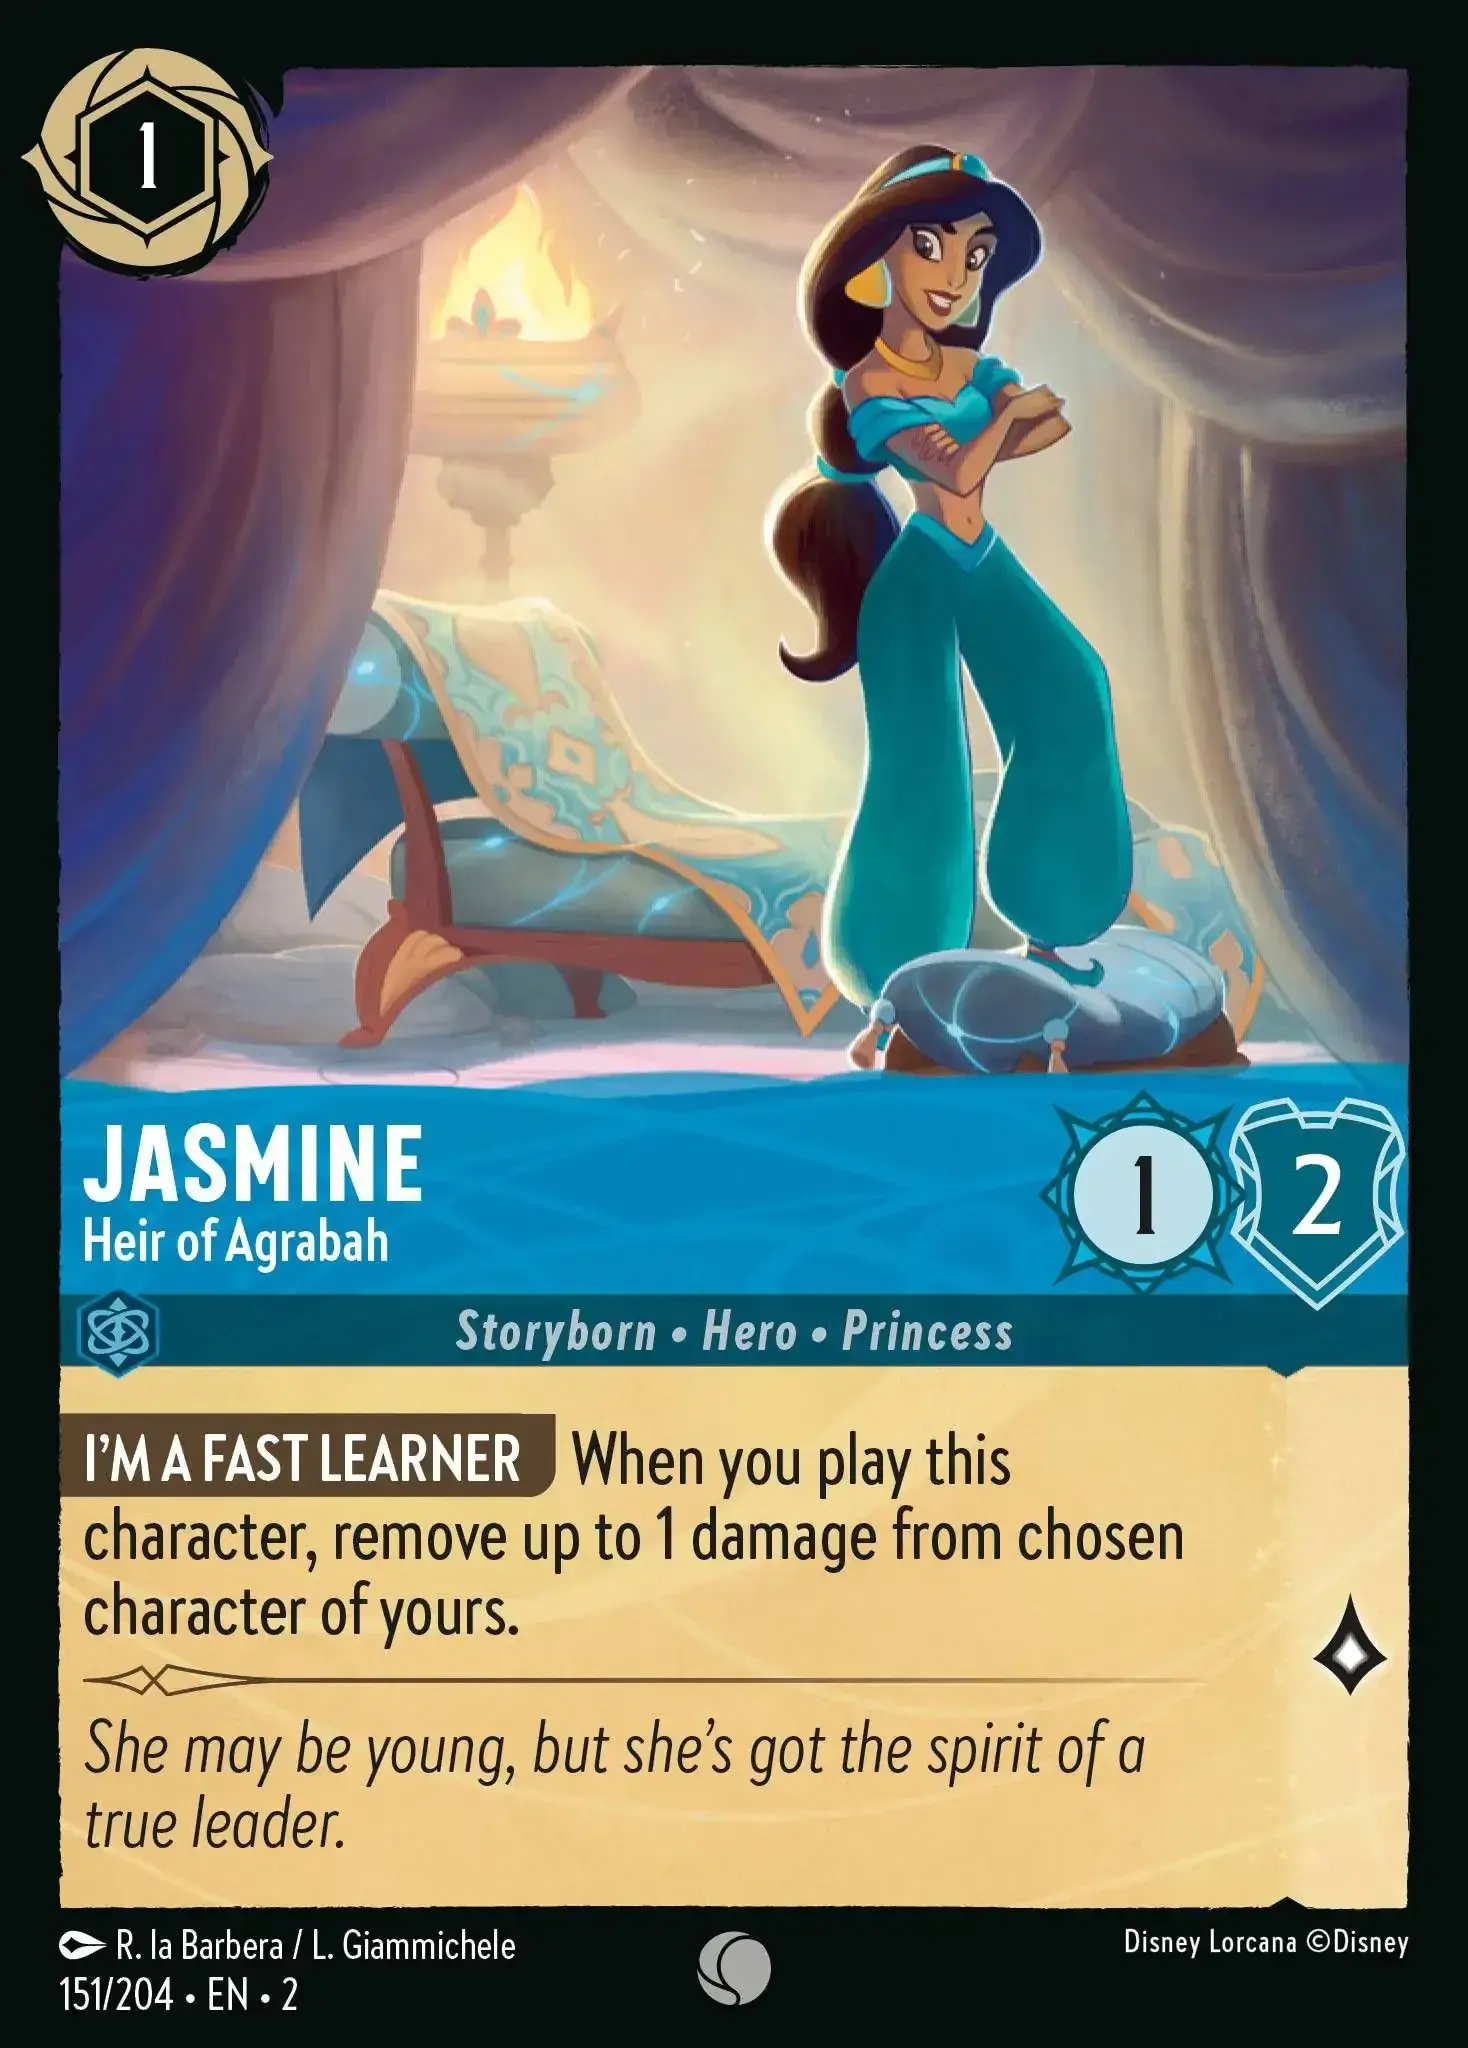 1
JASMINE
Heir of Agrabah
1
2
Storyborn • Hero • Princess
I'M A FAST LEARNER When you play this
character, remove up to 1 damage from chosen
character of yours.
She may be young, but she's got the spirit of a
true leader.
R. la Barbera / L. Giammichele
Disney Lorcana ©Disney
151/204 • EN • 2